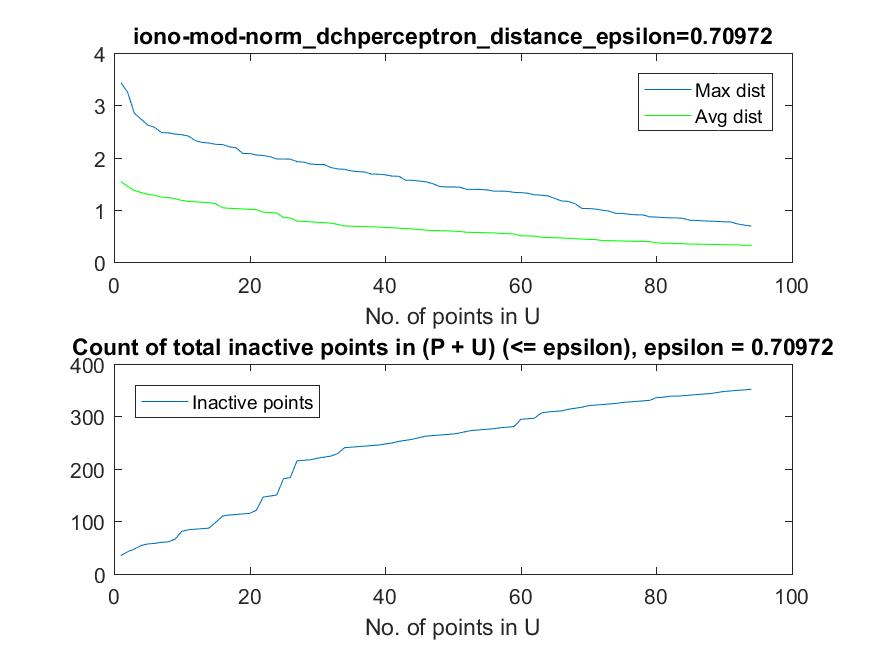 iono-mod-norm_dchperceptron_distance_epsilon=0.70972
4
3
2
1
0
Max dist
Avg dist
0 20 40 60 80 100
No. of points in U
Count of total inactive points in (P + U) (<= epsilon), epsilon = 0.70972
400
300
200
100
0
Inactive points
0 20 40 60 80 100
No. of points in U